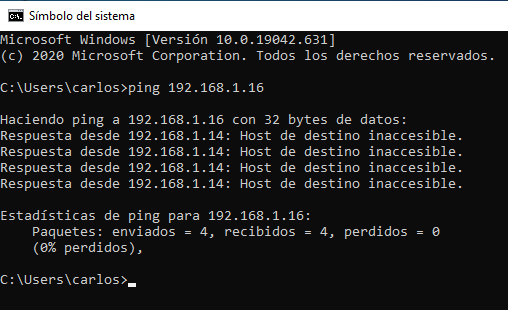 Símbolo del sistema
Microsoft Windows [Versión 10.0.19042.631]
(c) 2020 Microsoft Corporation. Todos los derechos reservados.
C:\Users\carlos>ping 192.168.1.16
Haciendo ping a 192.168.1.16 con 32 bytes de datos:
Respuesta desde 192.168.1.14: Host de destino inaccesible.
Respuesta desde 192.168.1.14: Host de destino inaccesible.
Respuesta desde 192.168.1.14: Host de destino inaccesible.
Respuesta desde 192.168.1.14: Host de destino inaccesible.
Estadísticas de ping para 192.168.1.16:
Paquetes: enviados = 4, recibidos = 4, perdidos = 0
(0% perdidos),
C:\Users\carlos>